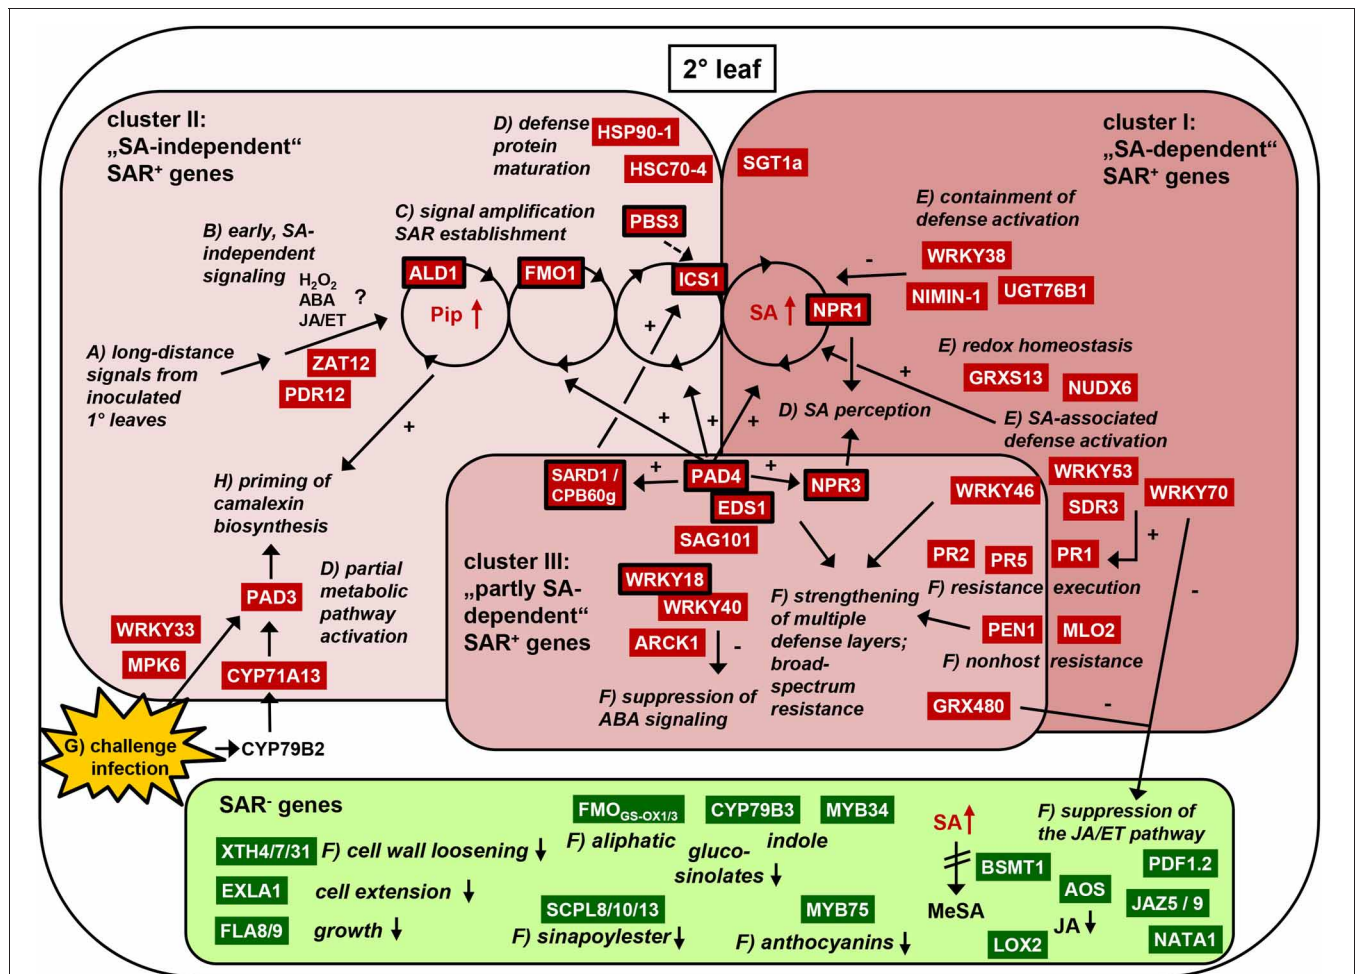 2° leaf
cluster II:
„SA-independent“
SAR⁺ genes
D) defense
protein
maturation
HSP90-1
HSC70-4
SGT1a
cluster I:
„SA-dependent“
SAR⁺ genes
E) containment of
defense activation
WRKY38
NIMIN-1
UGT76B1
-
B) early, SA-
independent
signaling
H₂O₂
ABA
JA/ET
?
C) signal amplification
SAR establishment
PBS3
ALD1
FMO1
ICS1
Pip
SA
NPR1
A) long-distance
signals from
inoculated
1° leaves
ZAT12
PDR12
+
E) redox homeostasis
GRXS13
NUDX6
+
D) SA perception
E) SA-associated
defense activation
+
+
+
+
H) priming of
camalexin
biosynthesis
SARD1 /
CPB60g
+
PAD4
+
NPR3
EDS1
SAG101
WRKY46
WRKY53
WRKY70
SDR3
+
PR2
PR5
PR1
F) resistance execution
-
cluster III:
„partly SA-
dependent“
SAR⁺ genes
WRKY18
WRKY40
ARCK1
-
F) suppression of
ABA signaling
F) strengthening
of multiple
defense layers;
broad-
spectrum
resistance
PEN1
MLO2
F) nonhost resistance
GRX480
-
D) partial
metabolic
pathway
activation
PAD3
WRKY33
MPK6
CYP71A13
G) challenge
infection
CYP79B2
SAR⁻ genes
XTH4/7/31
F) cell wall loosening
EXLA1
cell extension
FLA8/9
growth
FMO GS-OX1/3
CYP79B3
MYB34
F) aliphatic
indole
gluco-
sinolates
SCPL8/10/13
F) sinapoylester
MYB75
F) anthocyanins
SA
BSMT1
MeSA
F) suppression of
the JA/ET pathway
PDF1.2
AOS
JAZ5 / 9
JA
LOX2
NATA1